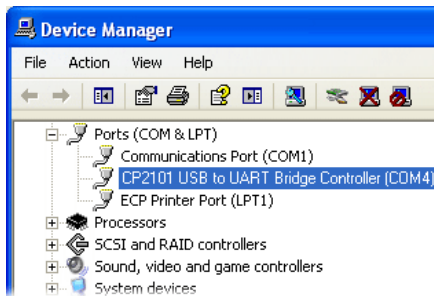 Device Manager
File Action View Help
Ports (COM & LPT)
Communications Port (COM1)
CP2101 USB to UART Bridge Controller (COM4)
ECP Printer Port (LPT1)
Processors
SCSI and RAID controllers
Sound, video and game controllers
System devices